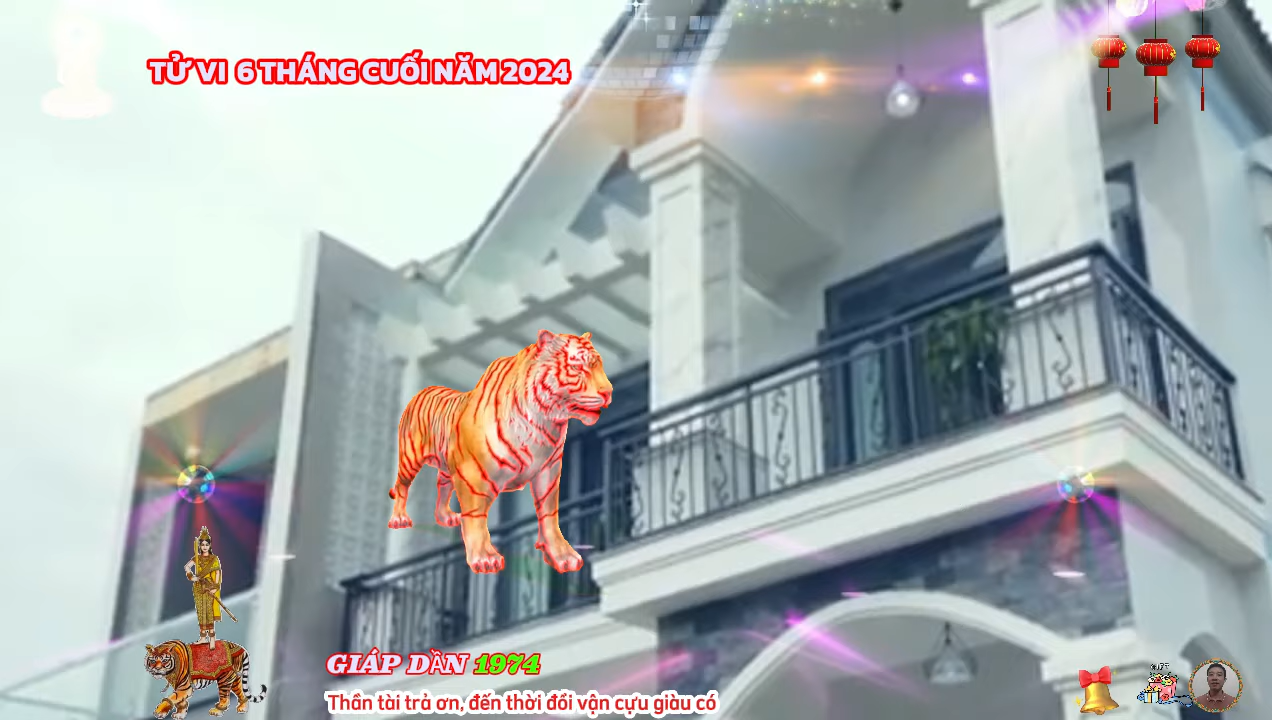 TỬ VI 6 THÁNG CUỐI NĂM 2024
GIÁP DẦN 1974
Thần tài trả ơn, đến thời đổi vận cựu giàu có